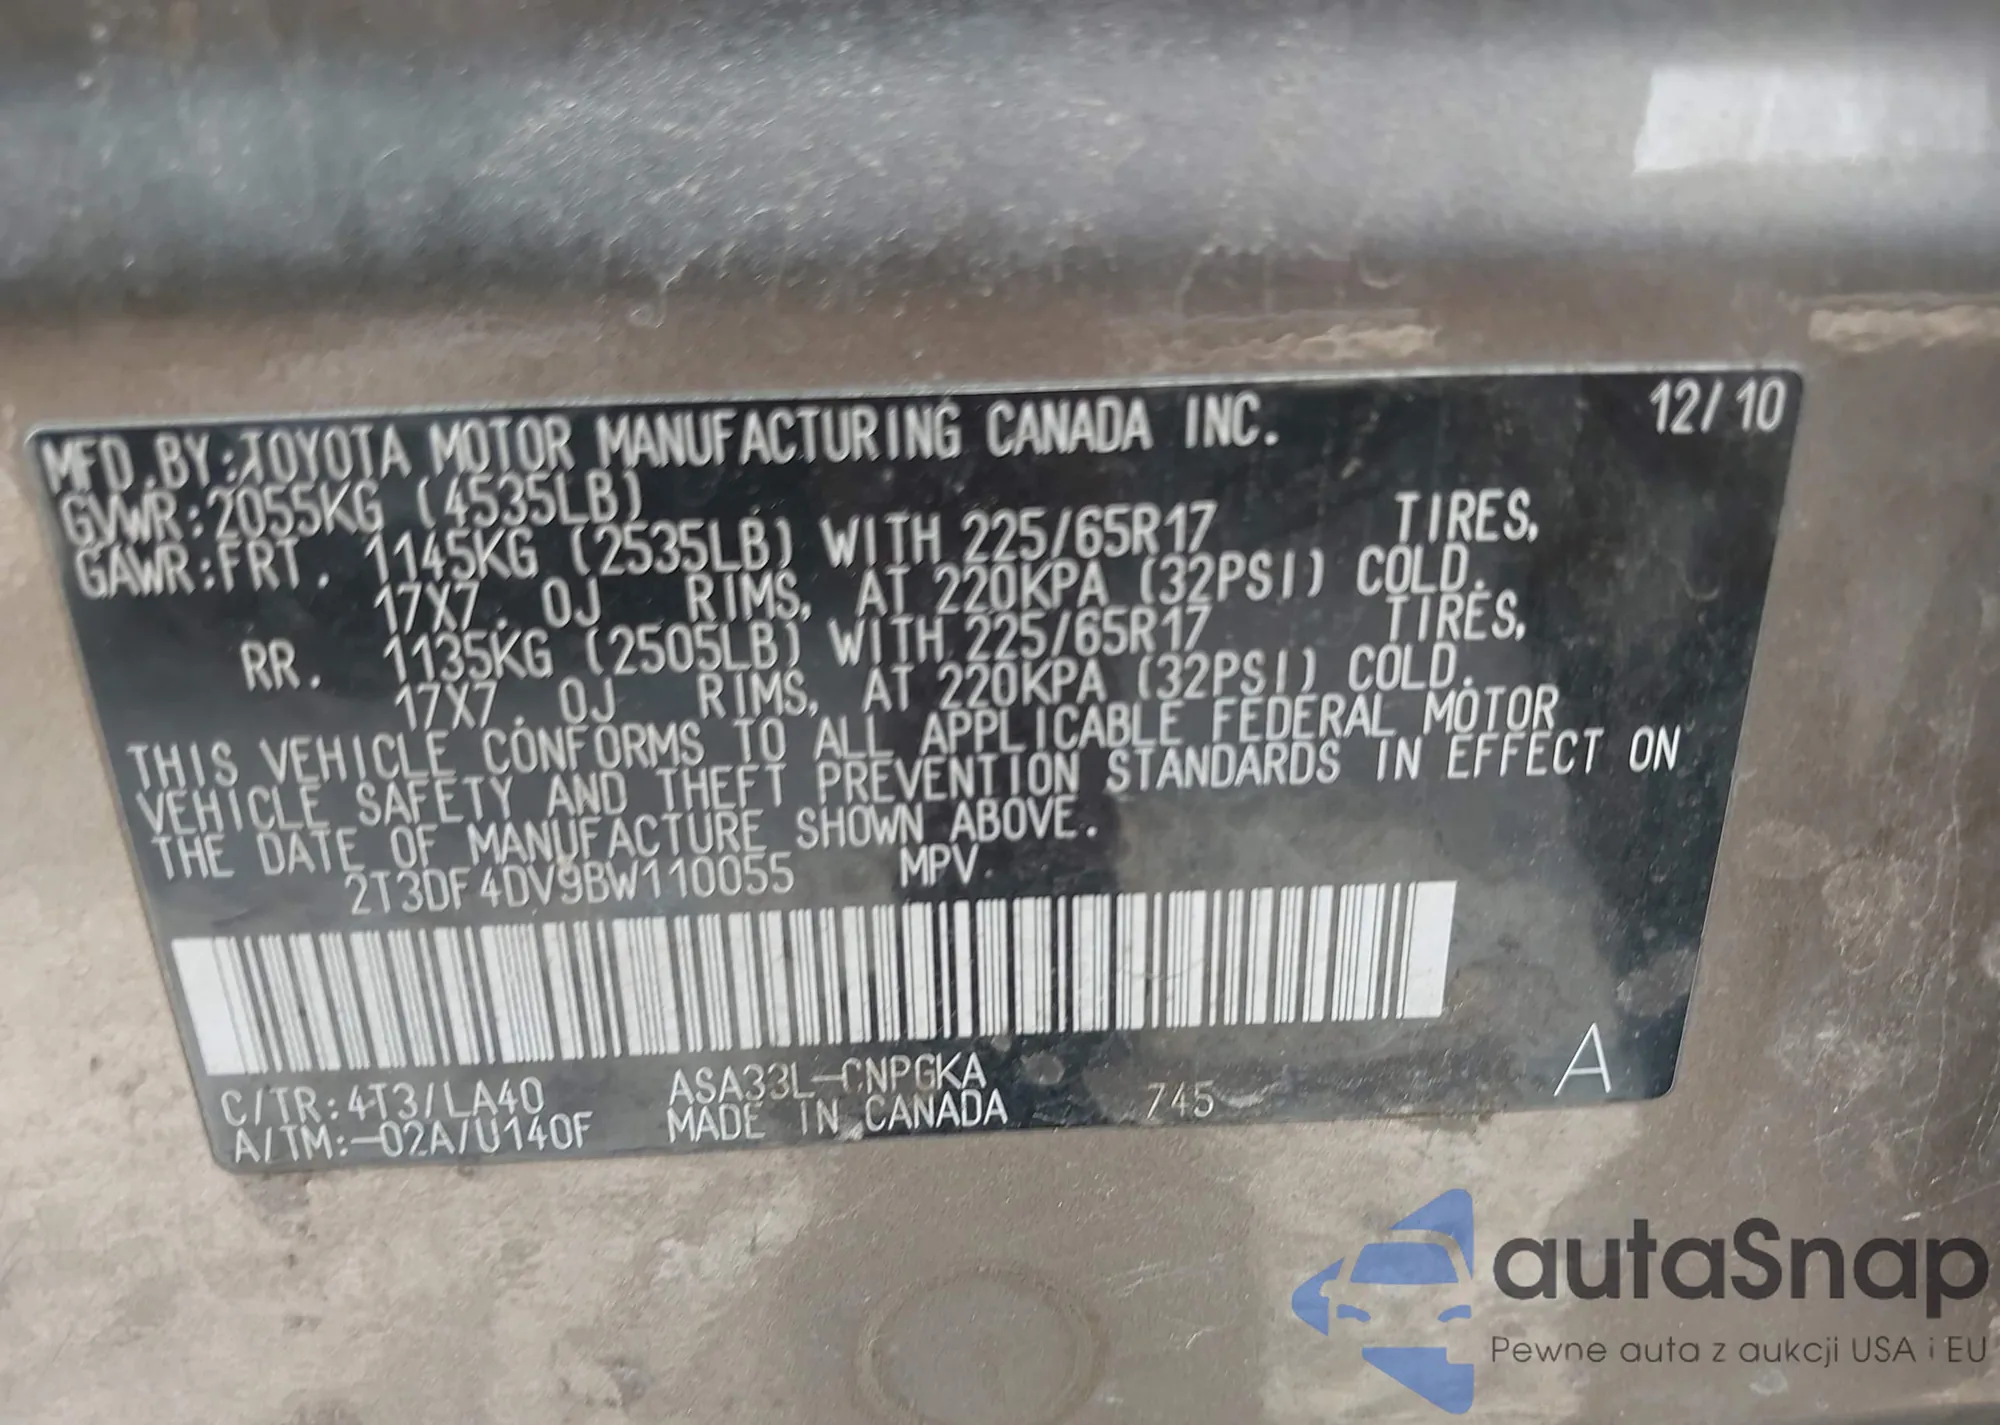 MFD.BY:TOYOTA MOTOR MANUFACTURING CANADA INC. 12/10
GVWR:2055KG (4535LB)
GAWR:FRT. 1145KG (2535LB) WITH 225/65R17 TIRES,
17X7. 0J RIMS, AT 220KPA (32PSI) COLD.
RR. 1135KG (2505LB) WITH 225/65R17 TIRES,
17X7. 0J RIMS, AT 220KPA (32PSI) COLD.
THIS VEHICLE CONFORMS TO ALL APPLICABLE FEDERAL MOTOR
VEHICLE SAFETY AND THEFT PREVENTION STANDARDS IN EFFECT ON
THE DATE OF MANUFACTURE SHOWN ABOVE.
2T3DF4DV9BW110055 MPV
C/TR:4T3/LA40 ASA33L-CNPGKA 745 A
A/TM:-02A/U140F MADE IN CANADA
autaSnap
Pewne auta z aukcji USA i EU